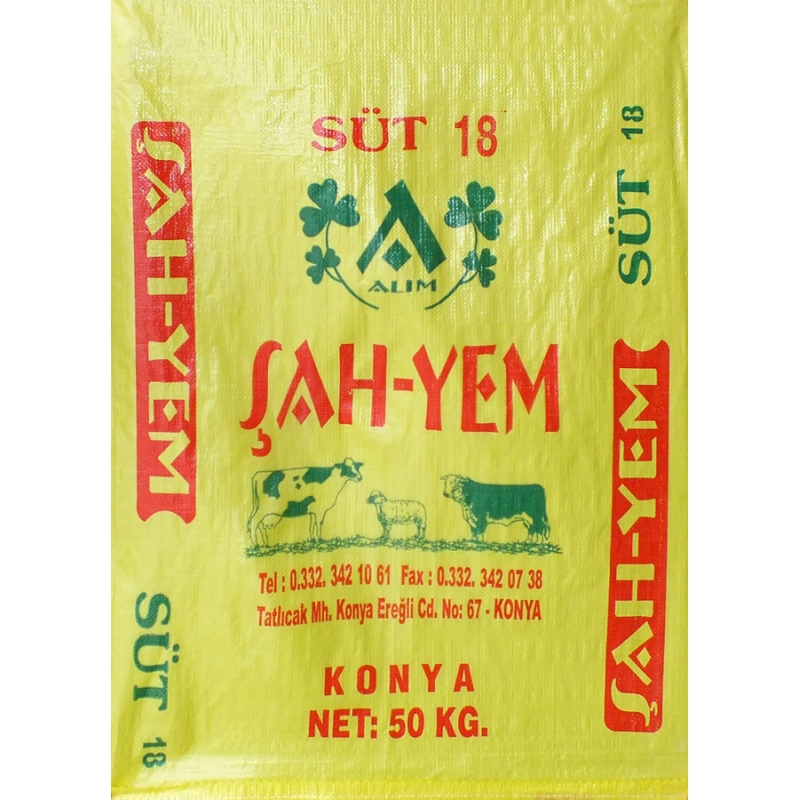 SÜT 18
ALIM
ŞAH-YEM
Tel : 0.332. 342 10 61 Fax : 0.332. 342 07 38
Tatlıcak Mh. Konya Ereğli Cd. No: 67 - KONYA
KONYA
NET: 50 KG.
ŞAH-YEM
SÜT 18
SÜT 18
ŞAH-YEM